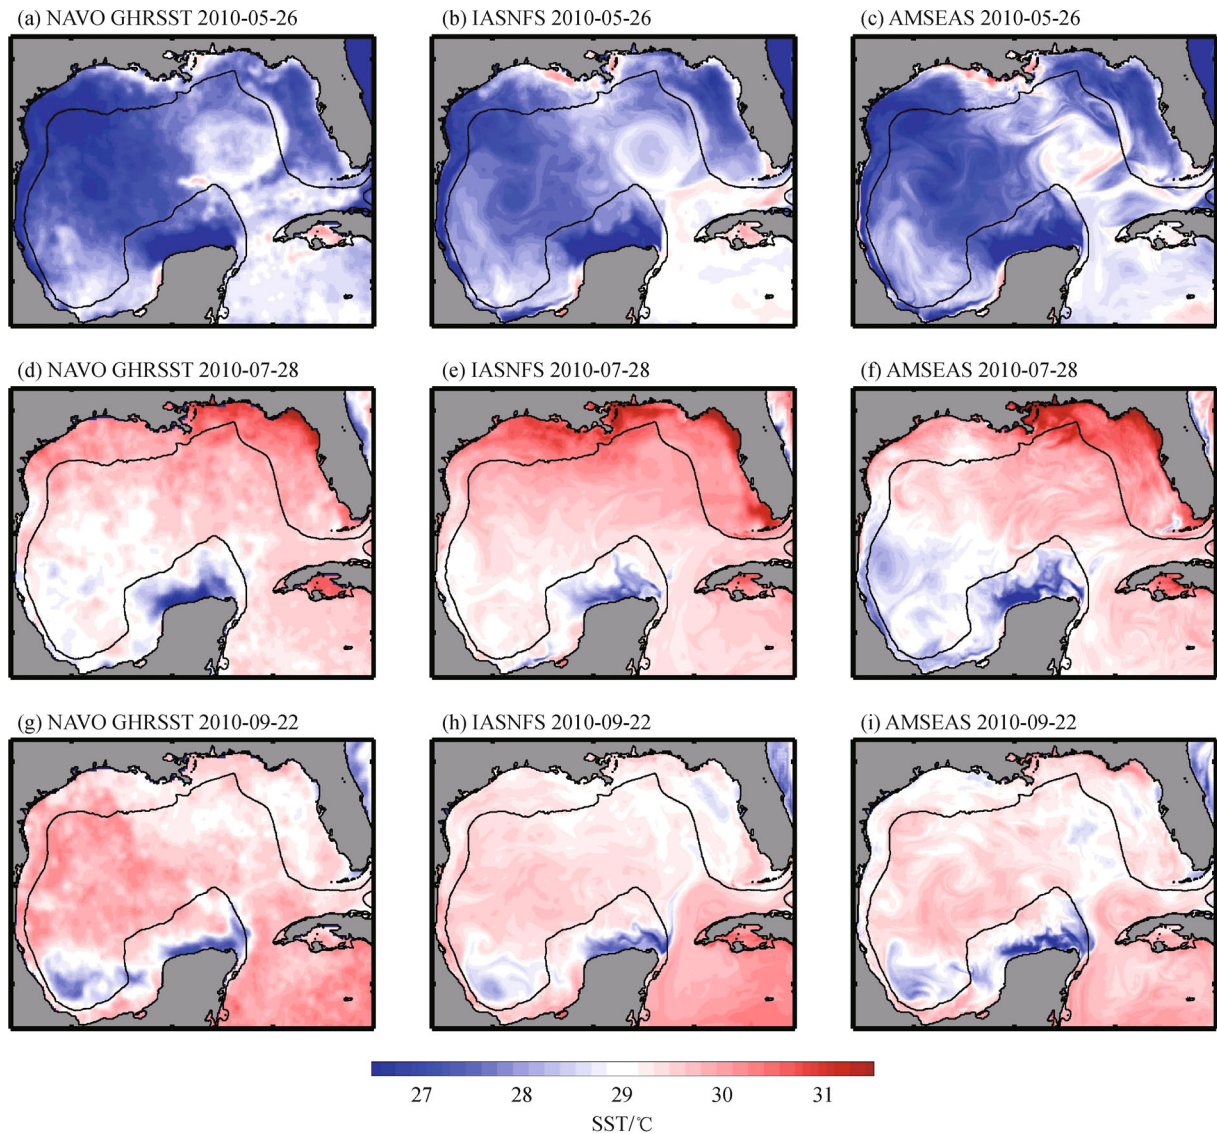 (a) NAVO GHRSST 2010-05-26
(b) IASNFS 2010-05-26
(c) AMSEAS 2010-05-26
(d) NAVO GHRSST 2010-07-28
(e) IASNFS 2010-07-28
(f) AMSEAS 2010-07-28
(g) NAVO GHRSST 2010-09-22
(h) IASNFS 2010-09-22
(i) AMSEAS 2010-09-22
27 28 29 30 31
SST/℃